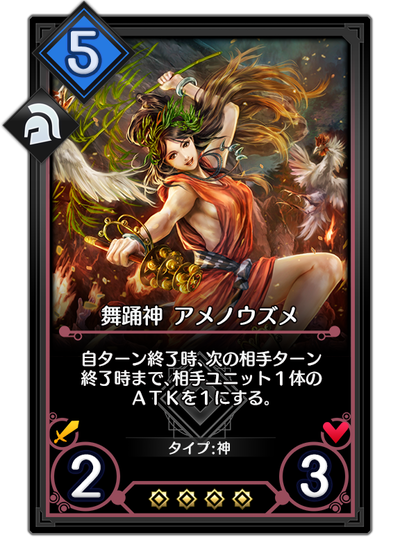 5
舞踊神 アメノウズメ
自ターン終了時､次の相手ターン
終了時まで､相手ユニット１体の
ＡＴＫを１にする。
タイプ:神
2
3